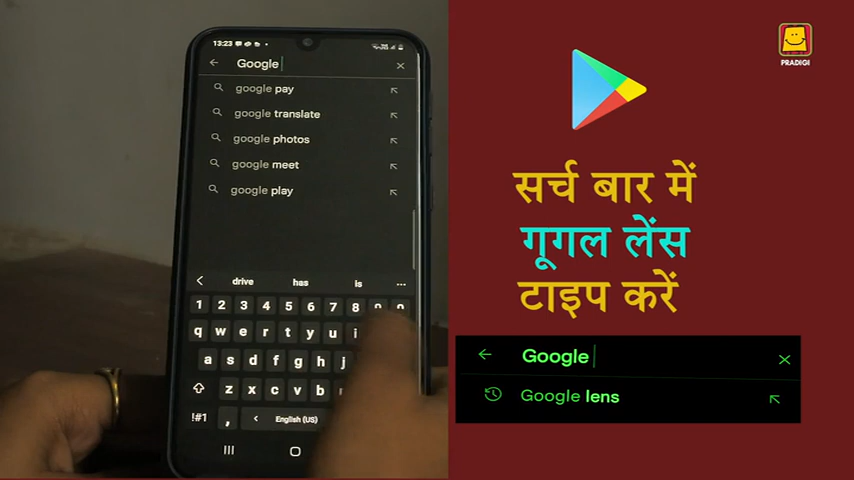 13:23
Google
google pay
google translate
google photos
google meet
google play
drive has is ...
1 2 3 4 5 6 7 8 9 0
q w e r t y u i
a s d f g h j
z x c v b
!#1 , < English (US)
PRADIGI
सर्च बार में
गूगल लेंस
टाइप करें
Google
Google lens